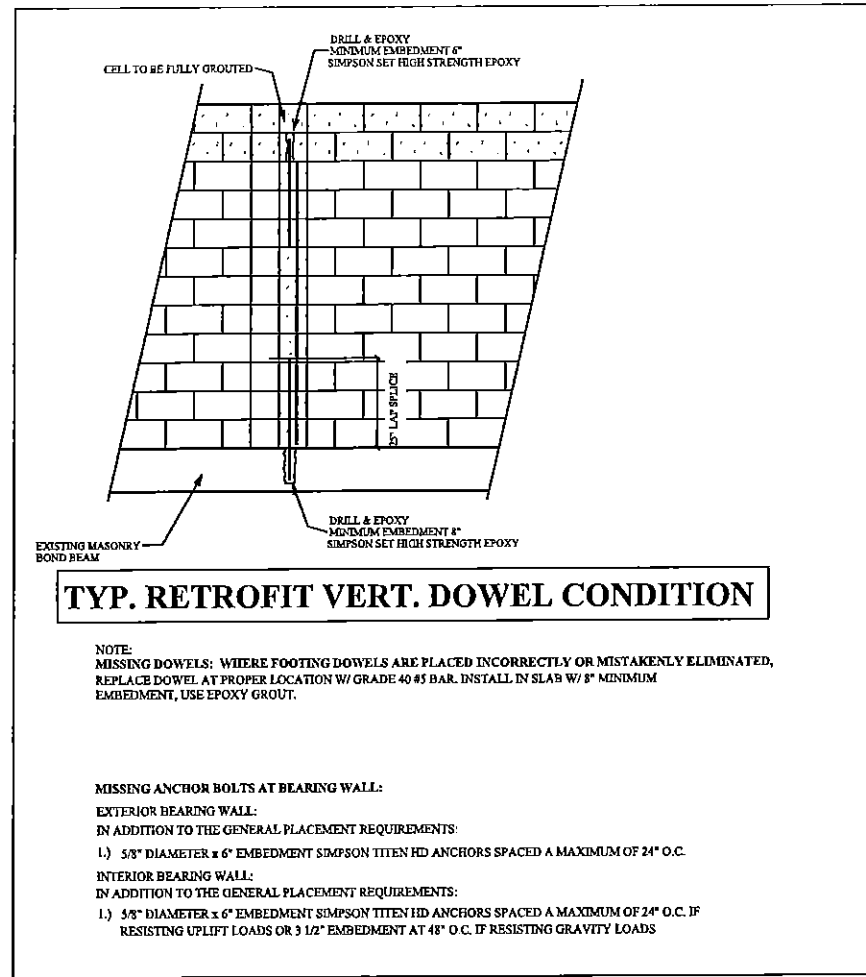 DRILL & EPOXY
MINIMUM EMBEDMENT 6"
SIMPSON SET HIGH STRENGTH EPOXY
CELL TO BE FULLY GROUTED
25" LAP SPLICE
DRILL & EPOXY
MINIMUM EMBEDMENT 8"
SIMPSON SET HIGH STRENGTH EPOXY
EXISTING MASONRY
BOND BEAM
TYP. RETROFIT VERT. DOWEL CONDITION
NOTE:
MISSING DOWELS: WHERE FOOTING DOWELS ARE PLACED INCORRECTLY OR MISTAKENLY ELIMINATED,
REPLACE DOWEL AT PROPER LOCATION W/ GRADE 40 #5 BAR. INSTALL IN SLAB W/ 8" MINIMUM
EMBEDMENT, USE EPOXY GROUT.
MISSING ANCHOR BOLTS AT BEARING WALL:
EXTERIOR BEARING WALL:
IN ADDITION TO THE GENERAL PLACEMENT REQUIREMENTS:
1.) 5/8" DIAMETER x 6" EMBEDMENT SIMPSON TITEN HD ANCHORS SPACED A MAXIMUM OF 24" O.C.
INTERIOR BEARING WALL:
IN ADDITION TO THE GENERAL PLACEMENT REQUIREMENTS:
1.) 5/8" DIAMETER x 6" EMBEDMENT SIMPSON TITEN HD ANCHORS SPACED A MAXIMUM OF 24" O.C. IF
RESISTING UPLIFT LOADS OR 3 1/2" EMBEDMENT AT 48" O.C. IF RESISTING GRAVITY LOADS